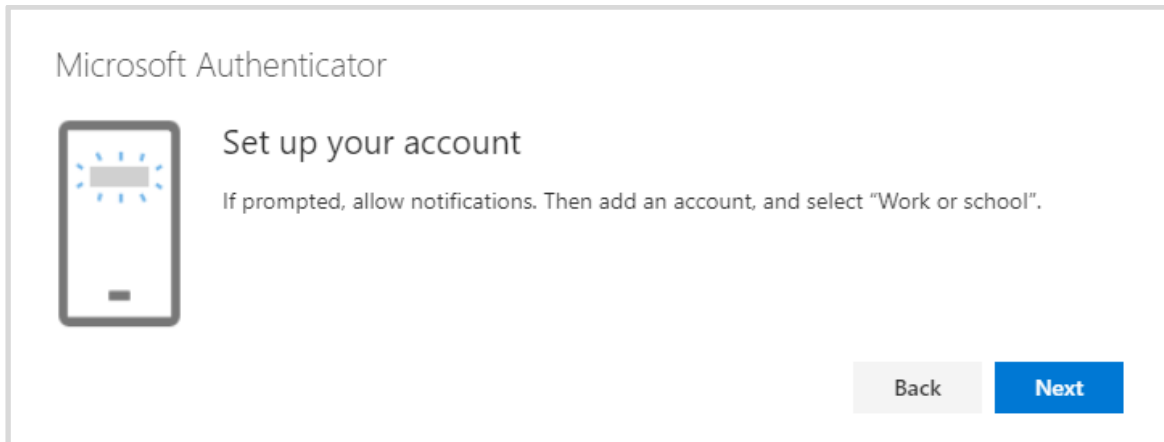 Microsoft Authenticator
Set up your account
If prompted, allow notifications. Then add an account, and select “Work or school”.
Back
Next